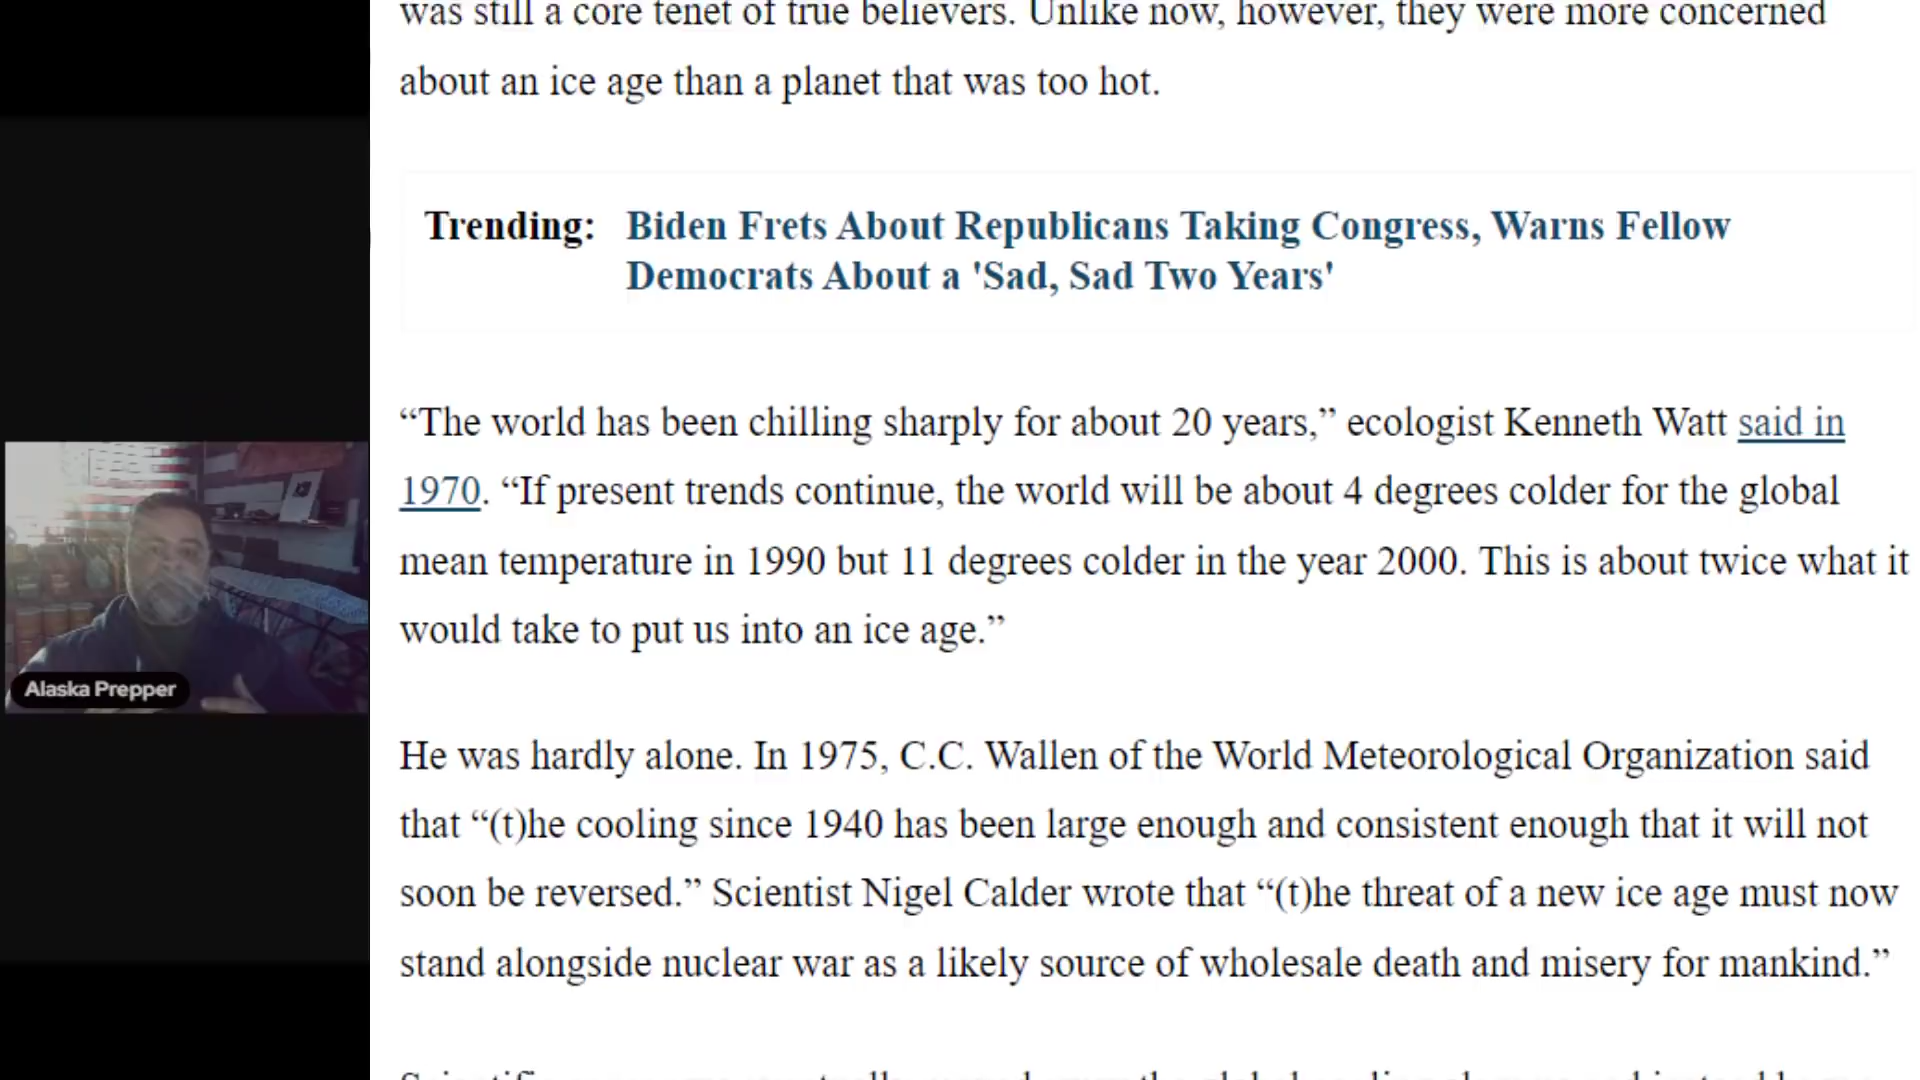 was still a core tenet of true believers. Unlike now, however, they were more concerned
about an ice age than a planet that was too hot.
Trending: Biden Frets About Republicans Taking Congress, Warns Fellow
Democrats About a 'Sad, Sad Two Years'
“The world has been chilling sharply for about 20 years,” ecologist Kenneth Watt said in
1970. “If present trends continue, the world will be about 4 degrees colder for the global
mean temperature in 1990 but 11 degrees colder in the year 2000. This is about twice what it
would take to put us into an ice age.”
He was hardly alone. In 1975, C.C. Wallen of the World Meteorological Organization said
that “(t)he cooling since 1940 has been large enough and consistent enough that it will not
soon be reversed.” Scientist Nigel Calder wrote that “(t)he threat of a new ice age must now
stand alongside nuclear war as a likely source of wholesale death and misery for mankind.”
Alaska Prepper